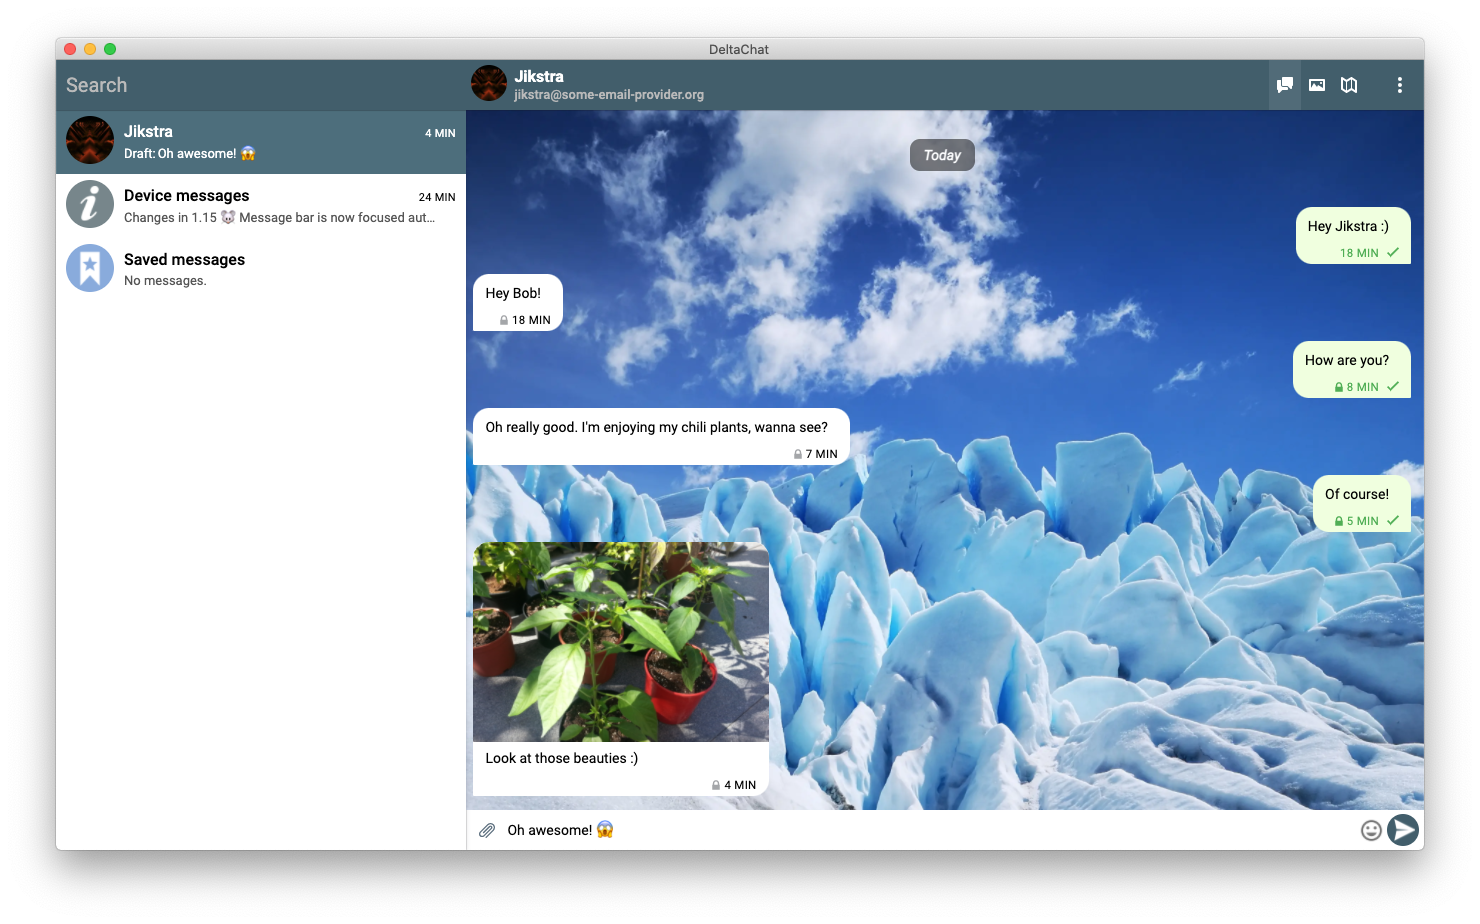 DeltaChat
Search
Jikstra
4 MIN
Draft: Oh awesome! 😱
Device messages
24 MIN
Changes in 1.15 🐭 Message bar is now focused aut...
Saved messages
No messages.
Jikstra
jikstra@some-email-provider.org
Today
Hey Jikstra :)
18 MIN
Hey Bob!
18 MIN
How are you?
8 MIN
Oh really good. I'm enjoying my chili plants, wanna see?
7 MIN
Of course!
5 MIN
Look at those beauties :)
4 MIN
Oh awesome! 😱